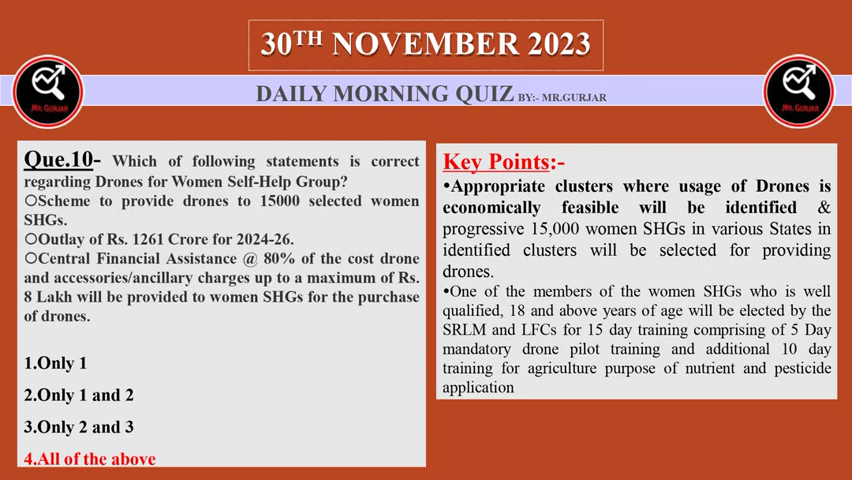 30TH NOVEMBER 2023
DAILY MORNING QUIZ BY:- MR.GURJAR
MR. GURJAR
MR. GURJAR
Que.10- Which of following statements is correct
regarding Drones for Women Self-Help Group?
○Scheme to provide drones to 15000 selected women
SHGs.
○Outlay of Rs. 1261 Crore for 2024-26.
○Central Financial Assistance @ 80% of the cost drone
and accessories/ancillary charges up to a maximum of Rs.
8 Lakh will be provided to women SHGs for the purchase
of drones.
1.Only 1
2.Only 1 and 2
3.Only 2 and 3
4.All of the above
Key Points:-
•Appropriate clusters where usage of Drones is
economically feasible will be identified &
progressive 15,000 women SHGs in various States in
identified clusters will be selected for providing
drones.
•One of the members of the women SHGs who is well
qualified, 18 and above years of age will be elected by the
SRLM and LFCs for 15 day training comprising of 5 Day
mandatory drone pilot training and additional 10 day
training for agriculture purpose of nutrient and pesticide
application